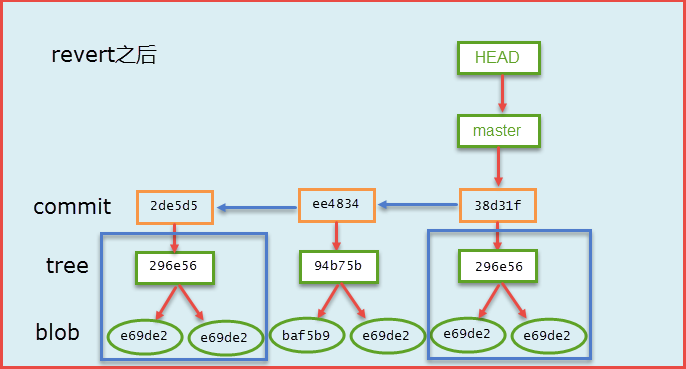 revert之后
HEAD
master
commit
2de5d5
ee4834
38d31f
tree
296e56
94b75b
296e56
blob
e69de2
e69de2
baf5b9
e69de2
e69de2
e69de2